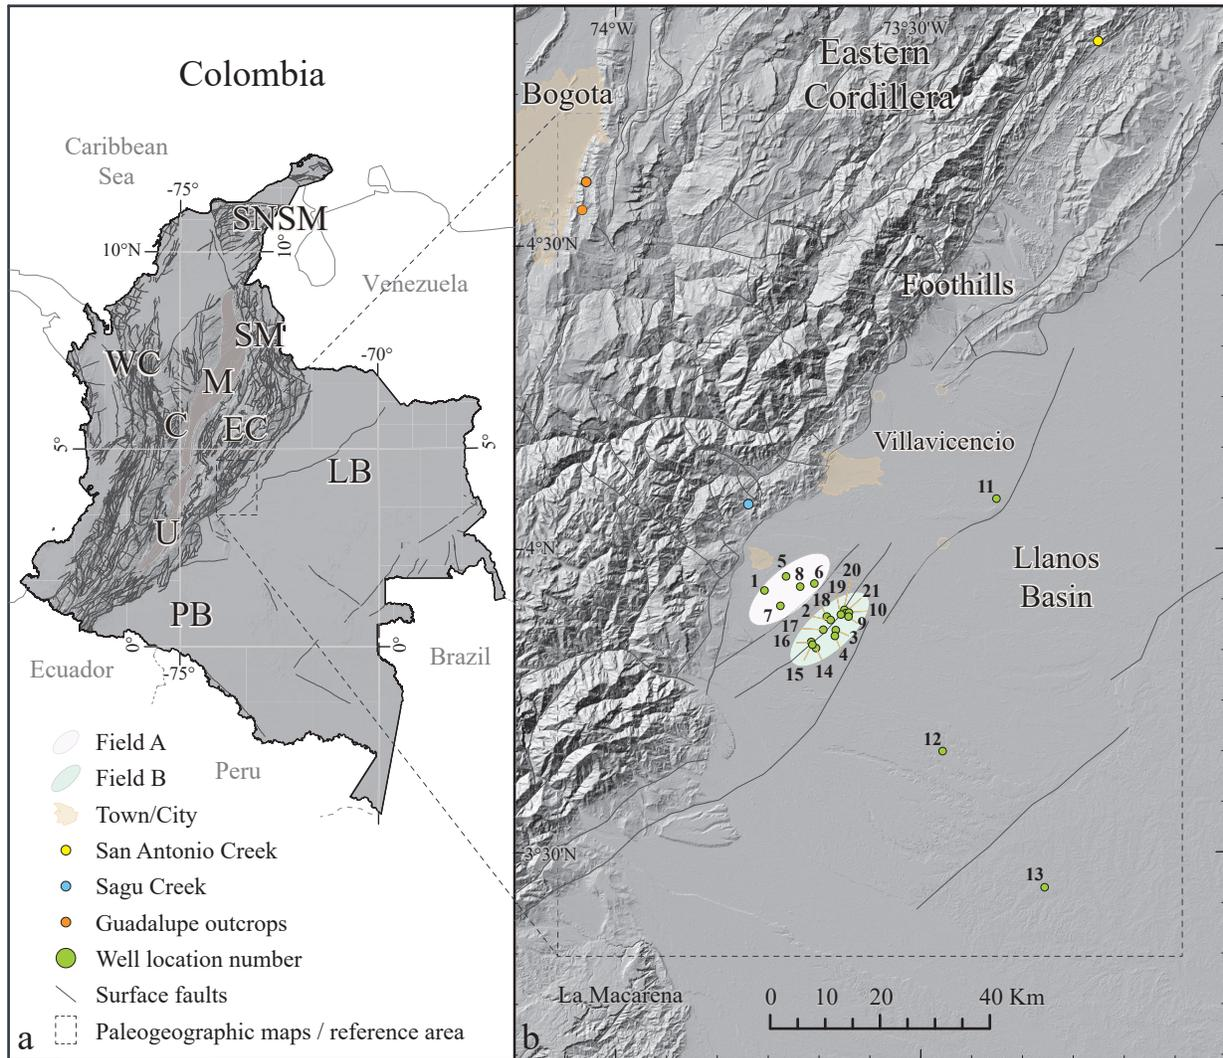 Colombia
Caribbean
Sea
-75°
SNSM
10°N
10°
Venezuela
SM
WC
-70°
M
C
EC
5°
5°
LB
U
PB
0°
0°
-75°
Ecuador
Brazil
Peru
Field A
Field B
Town/City
San Antonio Creek
Sagu Creek
Guadalupe outcrops
Well location number
Surface faults
Paleogeographic maps / reference area
a
74°W
73°30'W
Eastern
Cordillera
Bogota
4°30'N
Foothills
Villavicencio
11
4°N
Llanos
Basin
5
20
1
8
6
19
21
18
7
2
10
17
9
16
3
4
15
14
12
3°30'N
13
La Macarena
0 10 20 40 Km
b